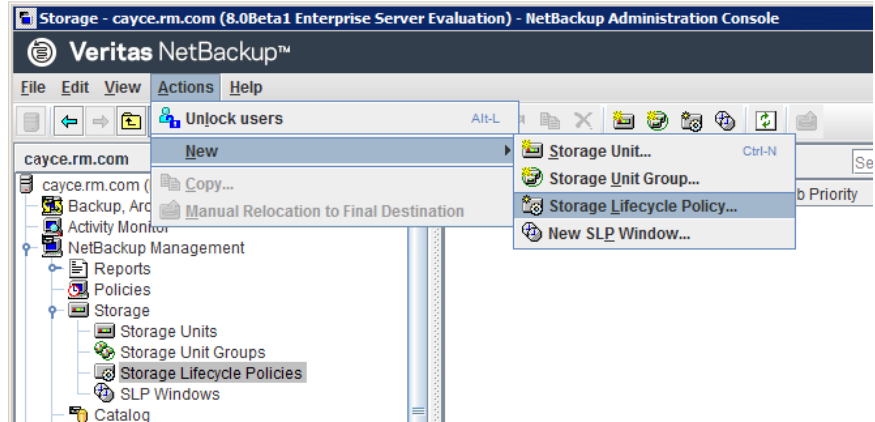 Storage - cayce.rm.com (8.0Beta1 Enterprise Server Evaluation) - NetBackup Administration Console
Veritas NetBackup™
File Edit View Actions Help
Unlock users Alt-L
New
Copy...
Manual Relocation to Final Destination
Storage Unit... Ctrl-N
Storage Unit Group...
Storage Lifecycle Policy...
New SLP Window...
Se
b Priority
cayce.rm.com
cayce.rm.com (
Backup, Arc
Activity Monitor
NetBackup Management
Reports
Policies
Storage
Storage Units
Storage Unit Groups
Storage Lifecycle Policies
SLP Windows
Catalog